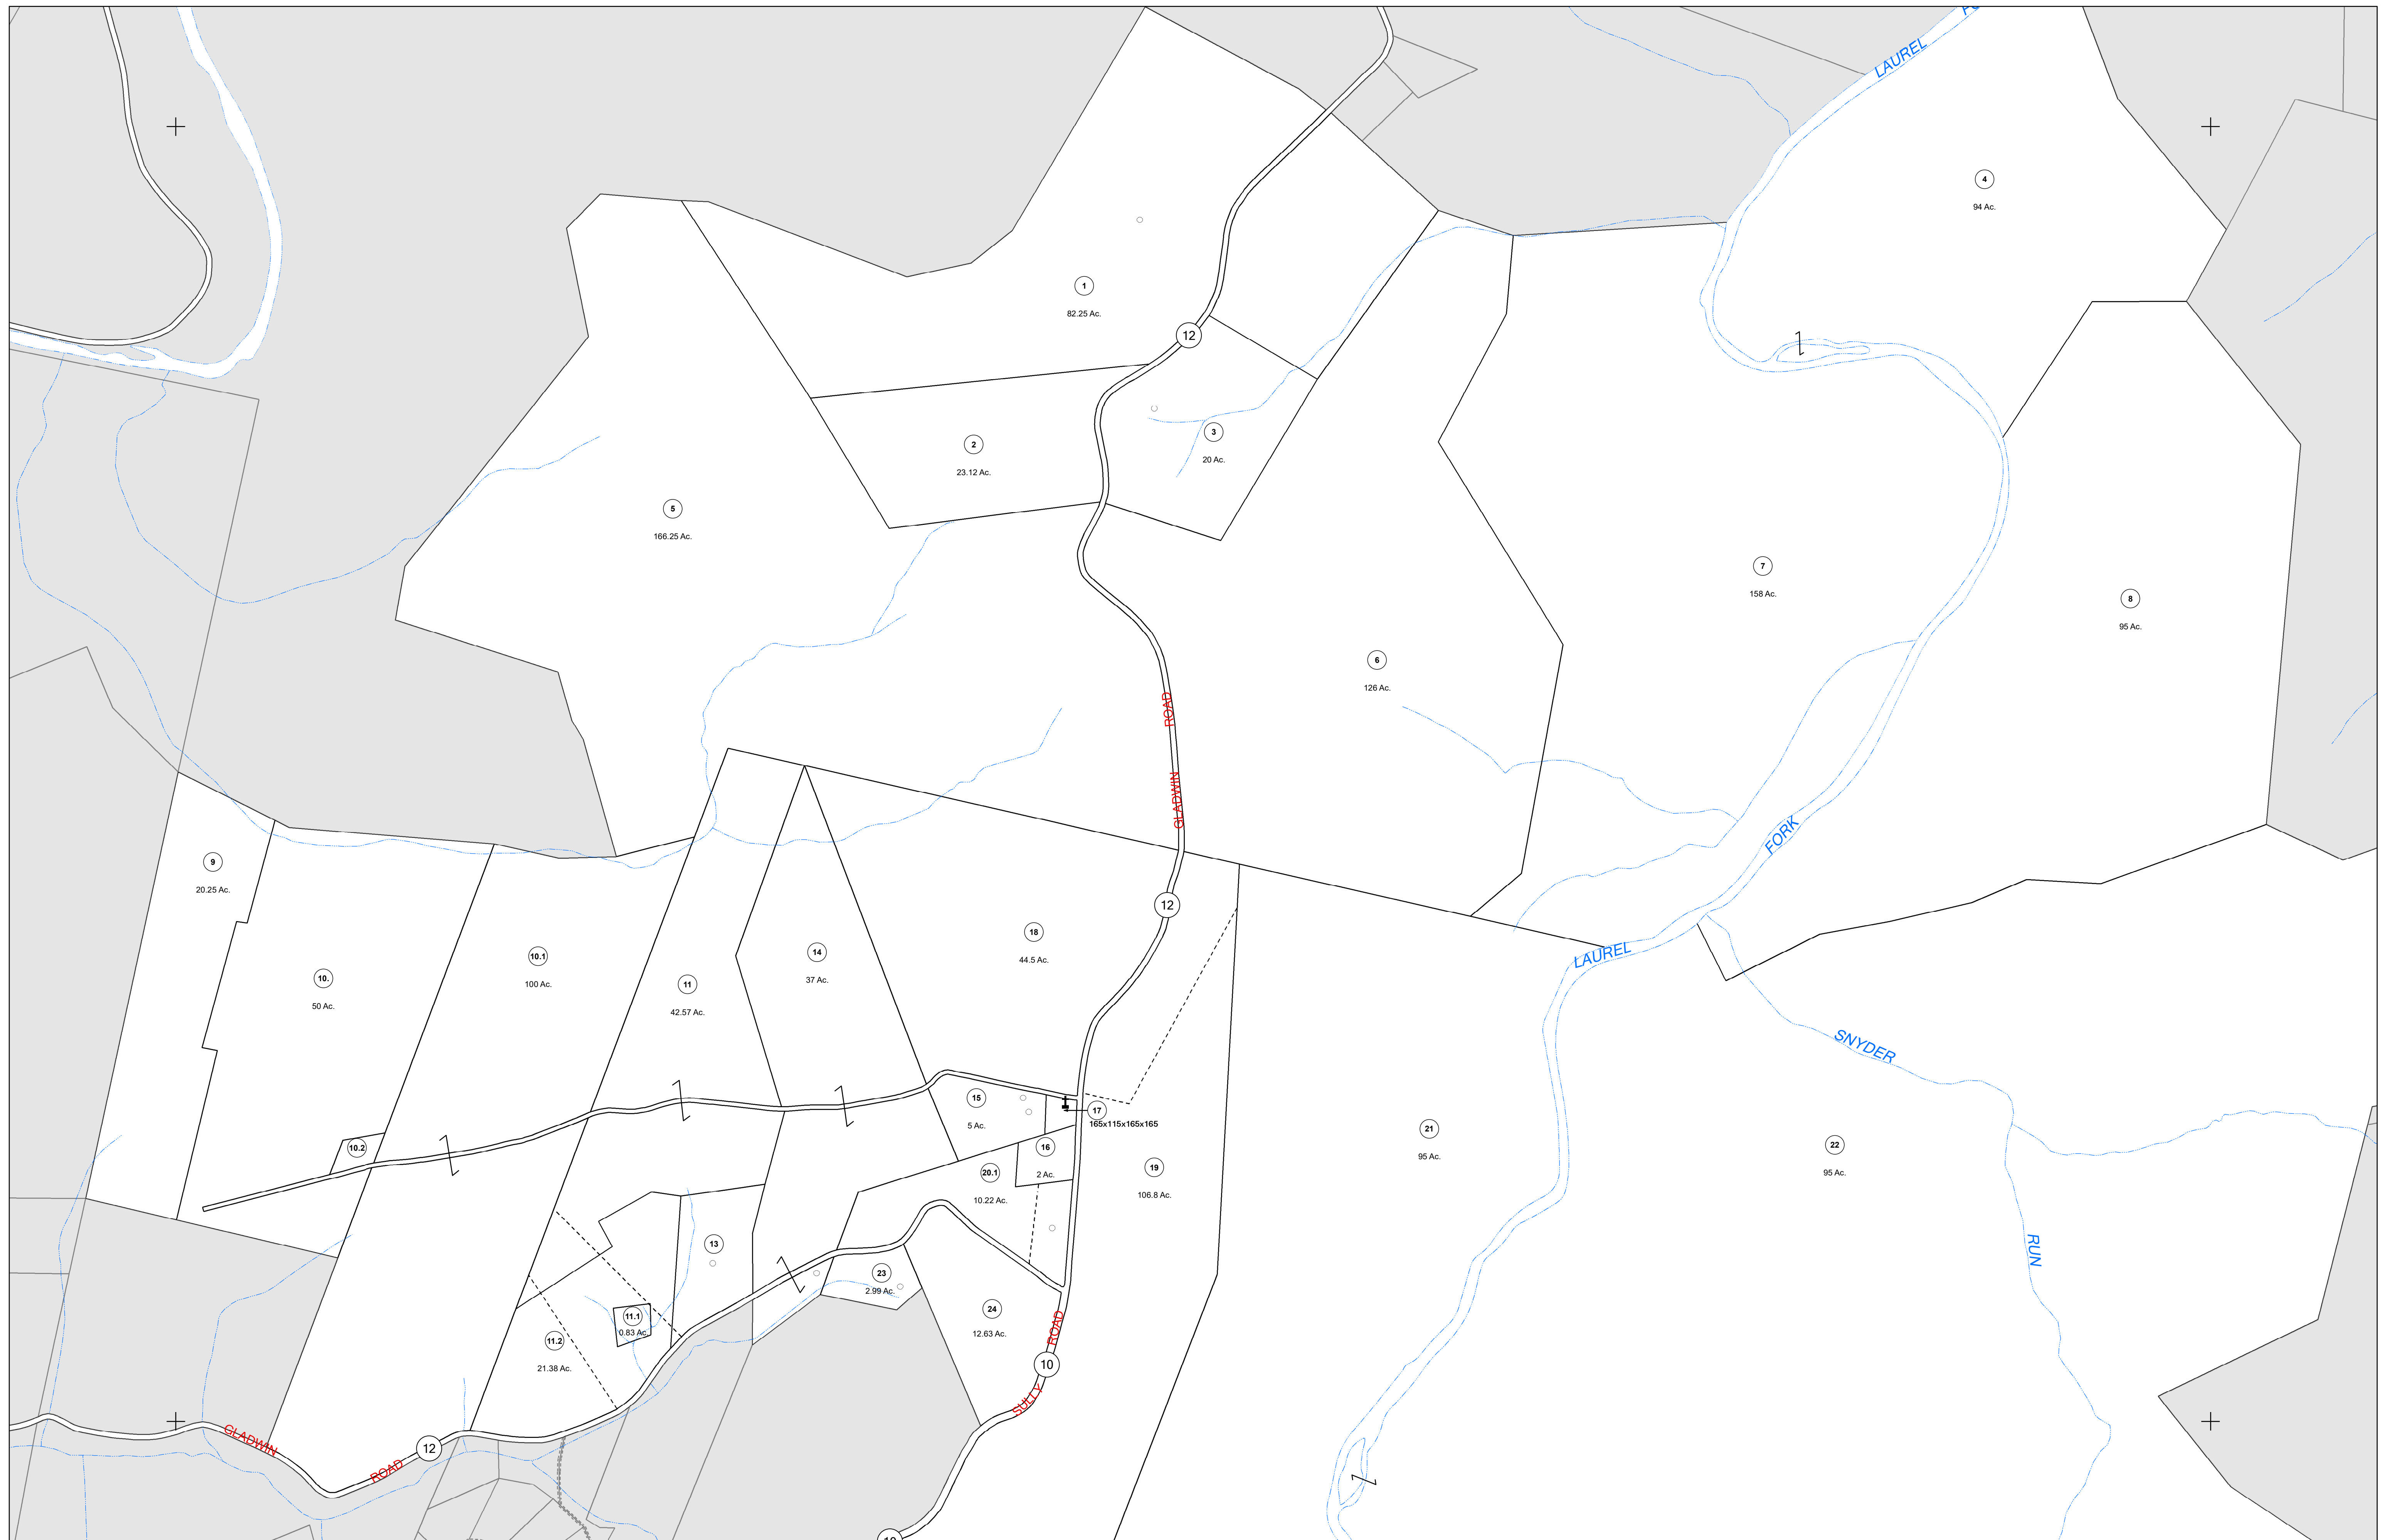 LAUREL
4
94 Ac.
1
82.25 Ac.
12
2
23.12 Ac.
3
20 Ac.
5
166.25 Ac.
7
158 Ac.
8
95 Ac.
6
126 Ac.
GLADWIN ROAD
FORK
9
20.25 Ac.
12
18
44.5 Ac.
14
37 Ac.
10.1
100 Ac.
LAUREL
10.
50 Ac.
11
42.57 Ac.
SNYDER
15
5 Ac.
17
165x115x165x165
21
95 Ac.
22
95 Ac.
10.2
16
2 Ac.
20.1
10.22 Ac.
19
106.8 Ac.
13
RUN
23
2.99 Ac.
24
12.63 Ac.
11.1
0.83 Ac.
11.2
21.38 Ac.
10
SULLY ROAD
GLADWIN ROAD
12